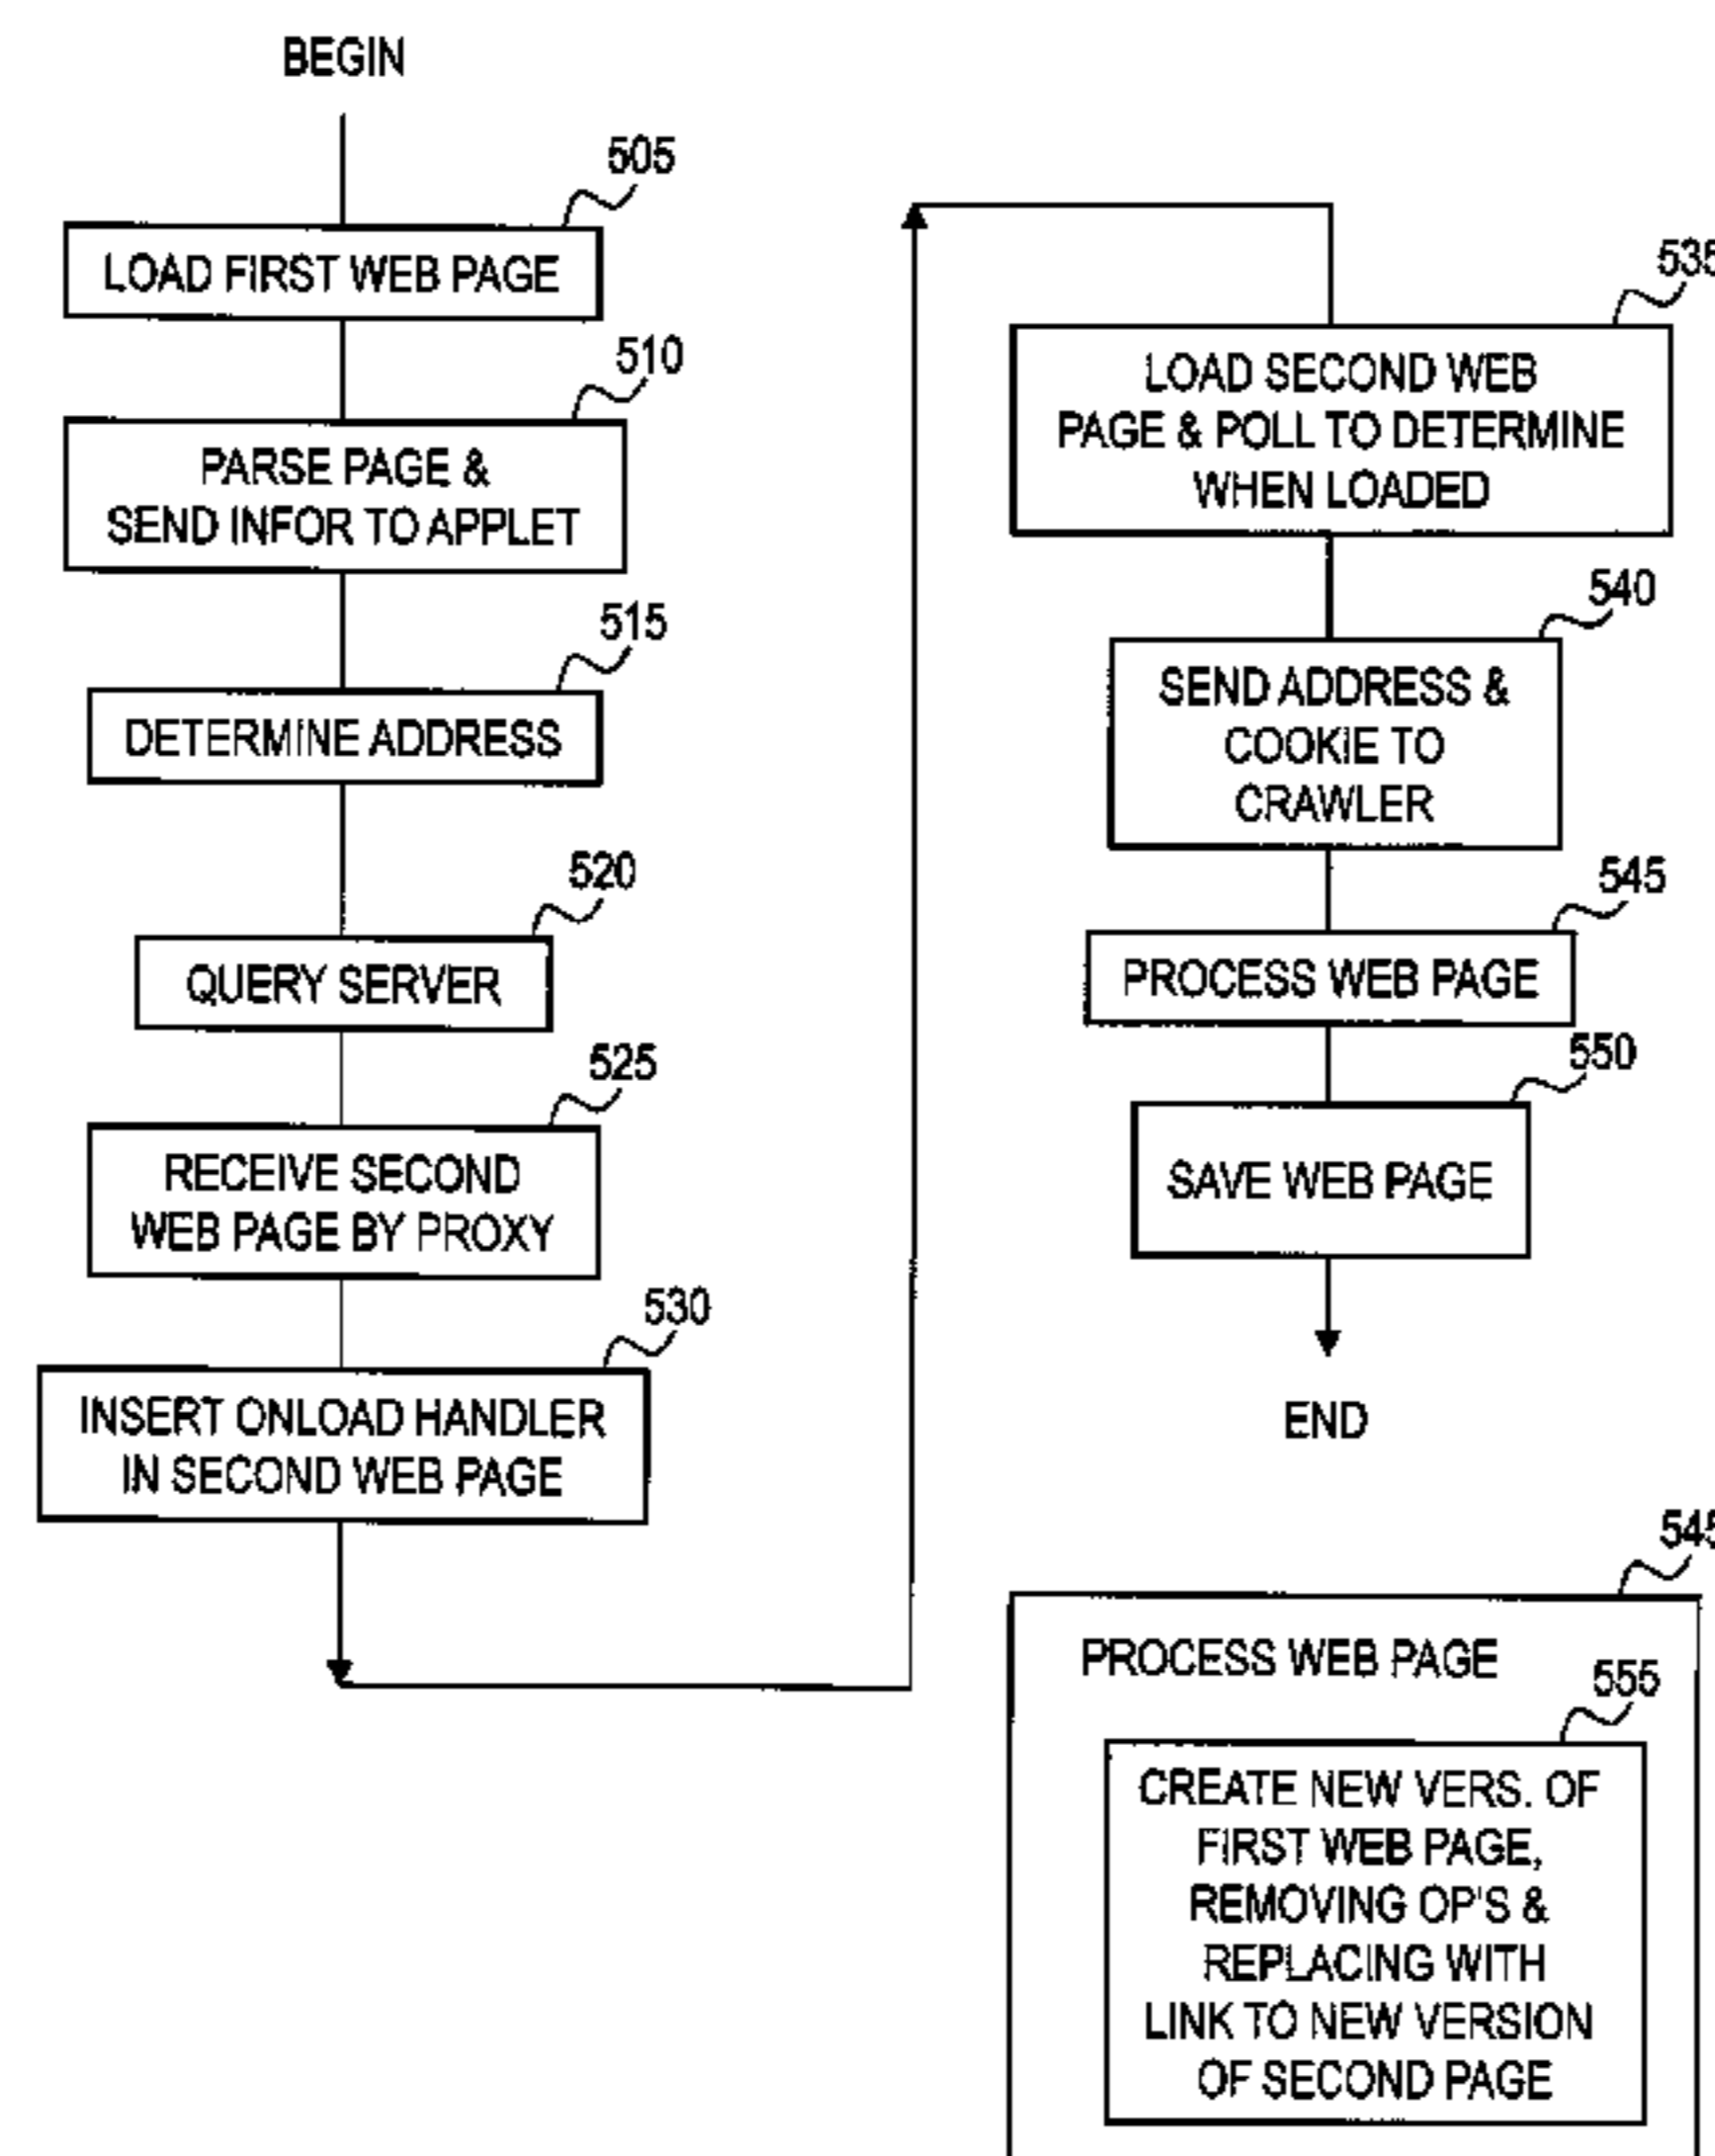 BEGIN
505
LOAD FIRST WEB PAGE
510
PARSE PAGE &
SEND INFOR TO APPLET
515
DETERMINE ADDRESS
520
QUERY SERVER
525
RECEIVE SECOND
WEB PAGE BY PROXY
530
INSERT ONLOAD HANDLER
IN SECOND WEB PAGE
535
LOAD SECOND WEB
PAGE & POLL TO DETERMINE
WHEN LOADED
540
SEND ADDRESS &
COOKIE TO
CRAWLER
545
PROCESS WEB PAGE
550
SAVE WEB PAGE
END
545
PROCESS WEB PAGE
555
CREATE NEW VERS. OF
FIRST WEB PAGE,
REMOVING OP'S &
REPLACING WITH
LINK TO NEW VERSION
OF SECOND PAGE